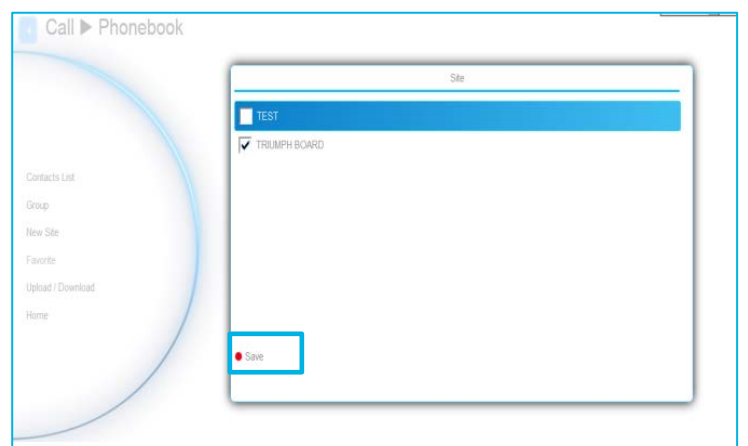 Call ▶ Phonebook
Site
TEST
TRIUMPH BOARD
Contacts List
Group
New Site
Favorite
Upload / Download
Home
Save